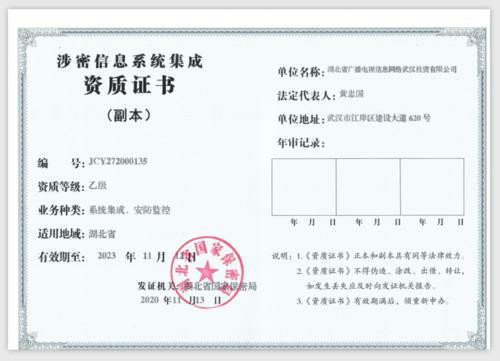 涉密信息系统集成
资质证书
（副本）
编 号：JCY272000135
资质等级：乙级
业务种类：系统集成、安防监控
适用地域：湖北省
有效期至：2023 年 11 月 12 日
发证机关：湖北省国家保密局
2020 年 11 月 13 日
湖北省国家保密局
单位名称：湖北省广播电视信息网络武汉投资有限公司
法定代表人：黄忠国
单位地址：武汉市江岸区建设大道 620 号
年审记录：
年 月 日 年 月 日 年 月 日
说明：1.《资质证书》正本和副本具有同等法律效力。
2.《资质证书》不得伪造、涂改、出借、转让，
如发生丢失应及时向发证机关报告。
3.《资质证书》有效期满后，须重新申办。